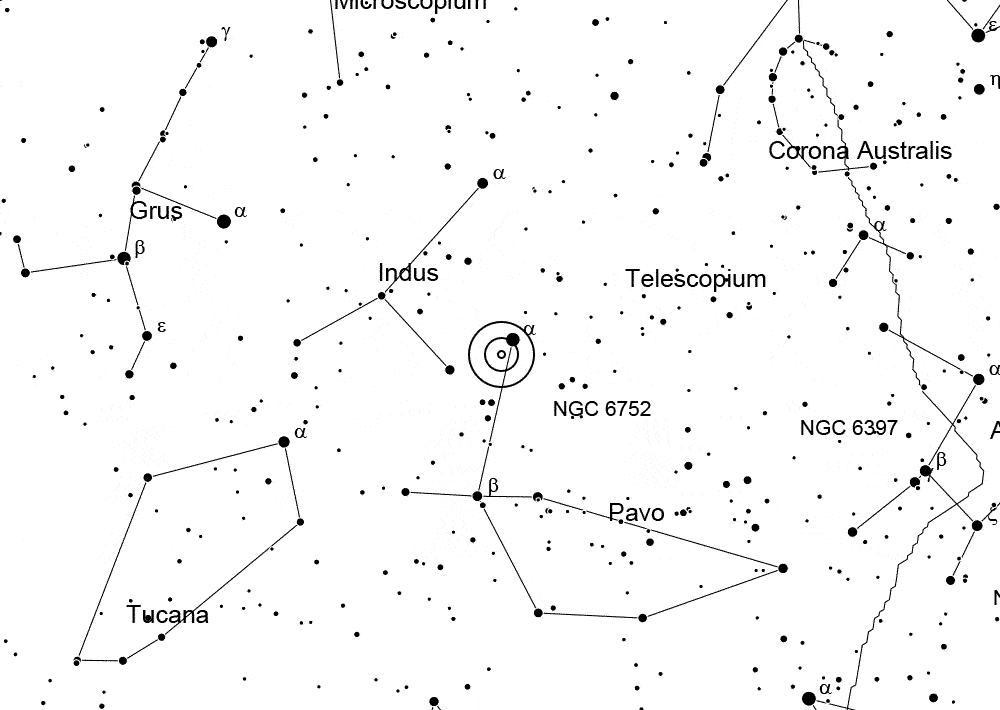 Microscopium
γ
ε
η
Corona Australis
α
Grus
α
α
β
Indus
Telescopium
ε
α
α
NGC 6752
NGC 6397
α
A
β
β
Pavo
ζ
Tucana
N
α